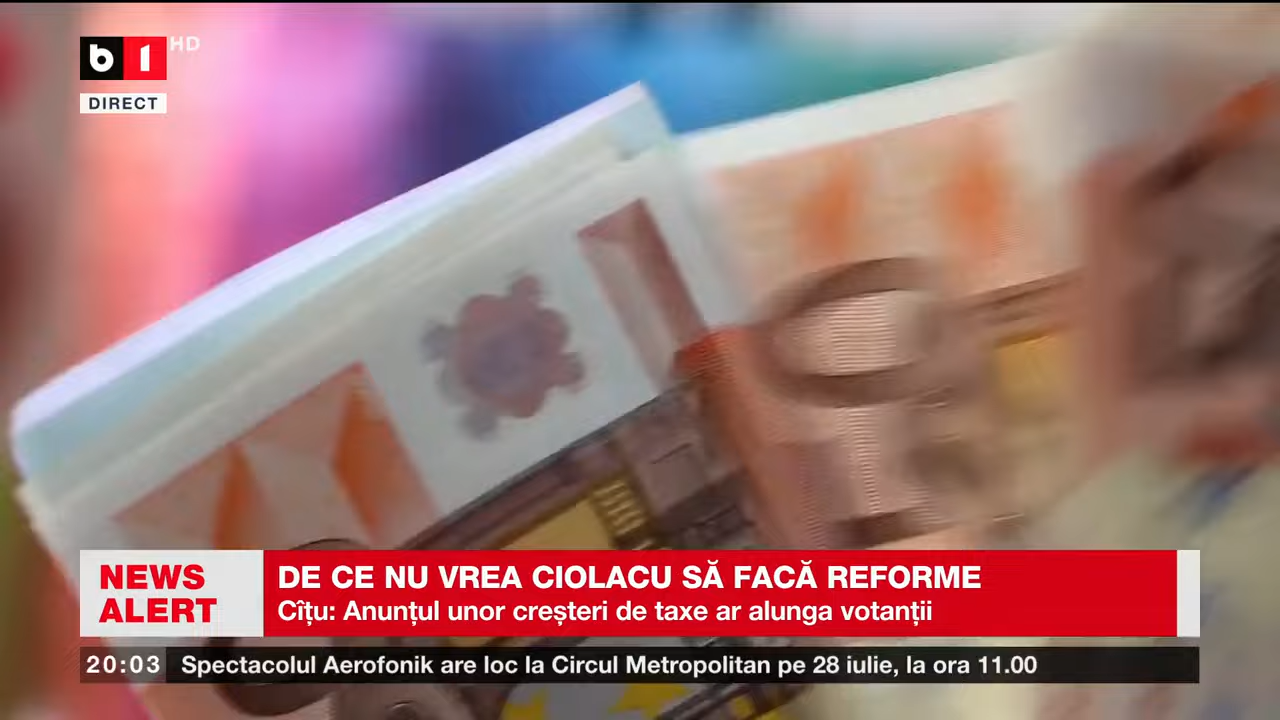 b 1 HD
DIRECT
NEWS ALERT
DE CE NU VREA CIOLACU SĂ FACĂ REFORME
Cîțu: Anunțul unor creșteri de taxe ar alunga votanții
20:03 Spectacolul Aerofonik are loc la Circul Metropolitan pe 28 iulie, la ora 11.00